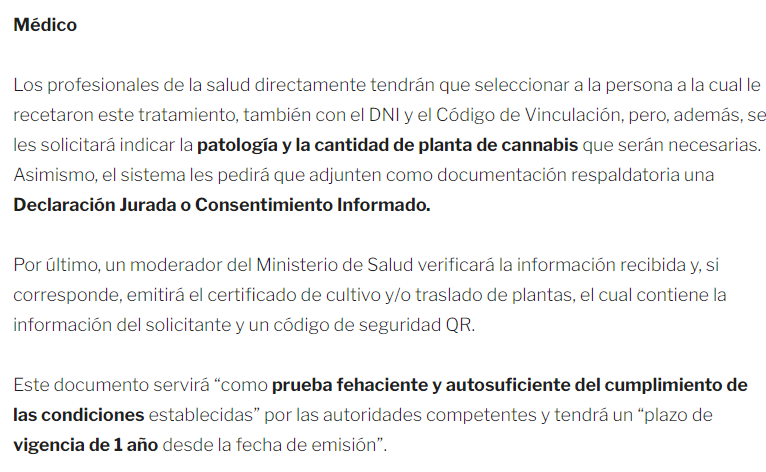 Médico
Los profesionales de la salud directamente tendrán que seleccionar a la persona a la cual le
recetaron este tratamiento, también con el DNI y el Código de Vinculación, pero, además, se
les solicitará indicar la patología y la cantidad de planta de cannabis que serán necesarias.
Asimismo, el sistema les pedirá que adjunten como documentación respaldatoria una
Declaración Jurada o Consentimiento Informado.
Por último, un moderador del Ministerio de Salud verificará la información recibida y, si
corresponde, emitirá el certificado de cultivo y/o traslado de plantas, el cual contiene la
información del solicitante y un código de seguridad QR.
Este documento servirá “como prueba fehaciente y autosuficiente del cumplimiento de
las condiciones establecidas” por las autoridades competentes y tendrá un “plazo de
vigencia de 1 año desde la fecha de emisión”.